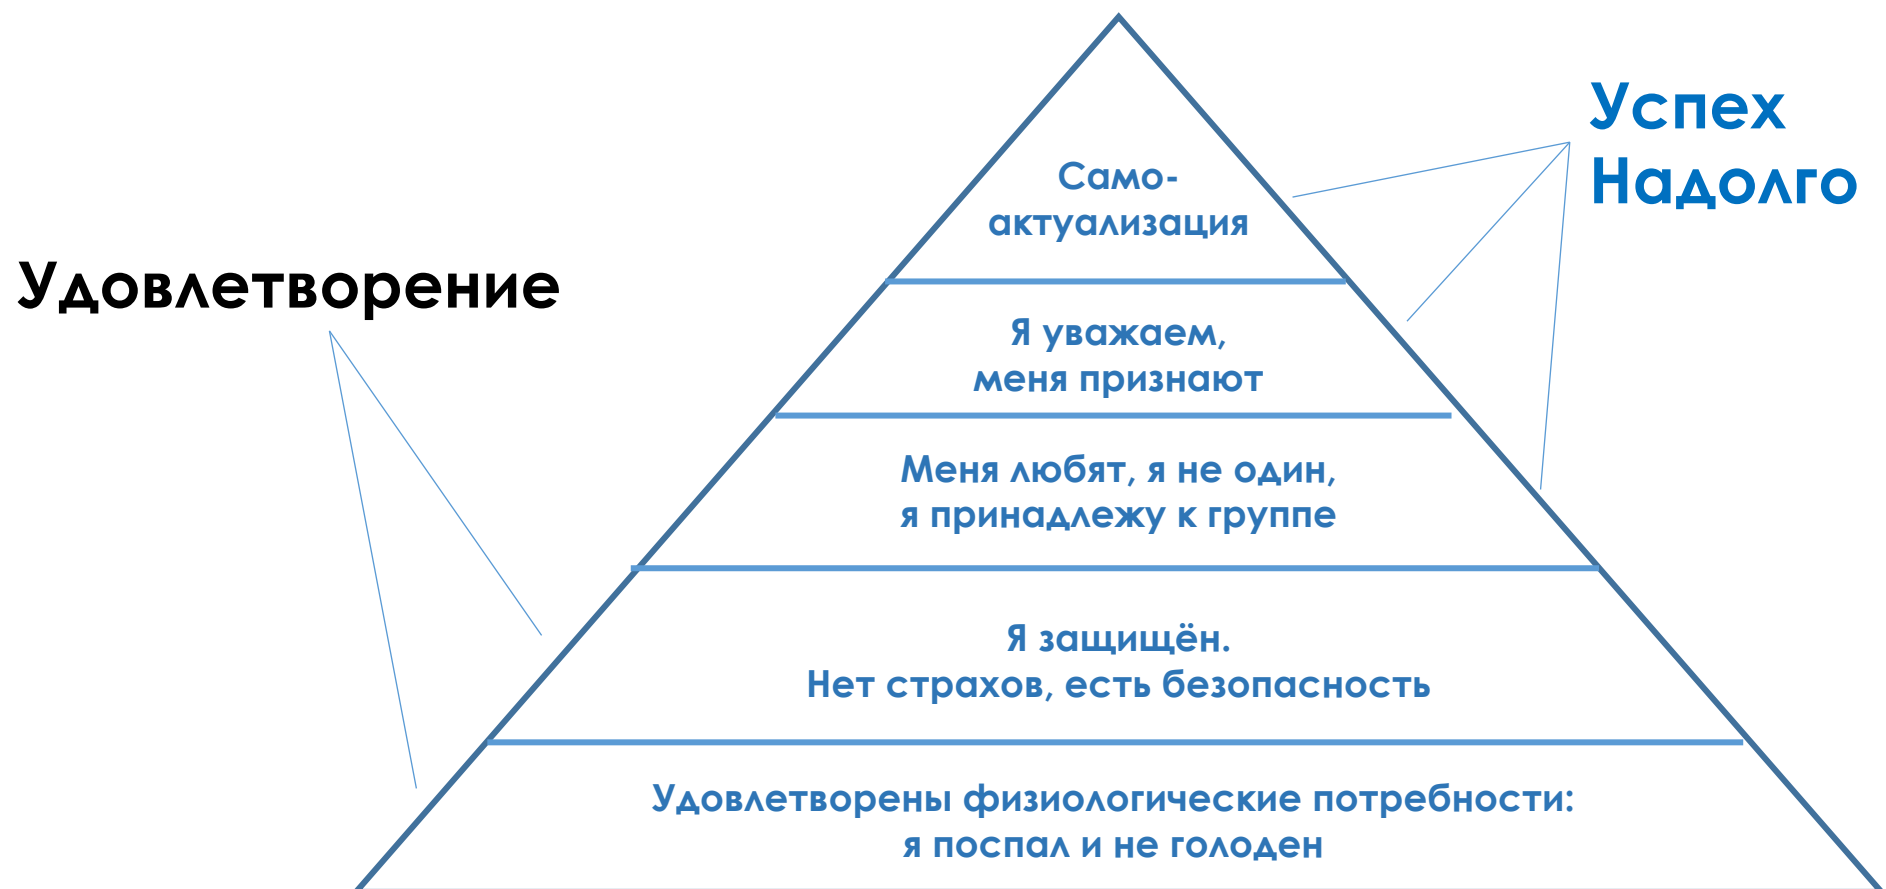 Успех
Надолго
Само-
актуализация
Удовлетворение
Я уважаем,
меня признают
Меня любят, я не один,
я принадлежу к группе
Я защищён.
Нет страхов, есть безопасность
Удовлетворены физиологические потребности:
я поспал и не голоден